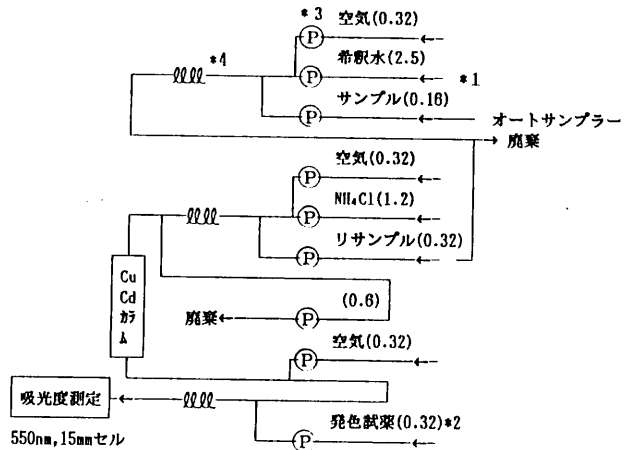 *3 空気(0.32)
P
*4 希釈水(2.5)
P *1
サンプル(0.16)
P オートサンプラー
廃棄
空気(0.32)
P
NH₄Cl(1.2)
P
リサンプル(0.32)
P
Cu
Cd
カラ
ム
(0.6)
廃棄 P
空気(0.32)
P
吸光度測定
発色試薬(0.32)*2
P
550nm,15mmセル